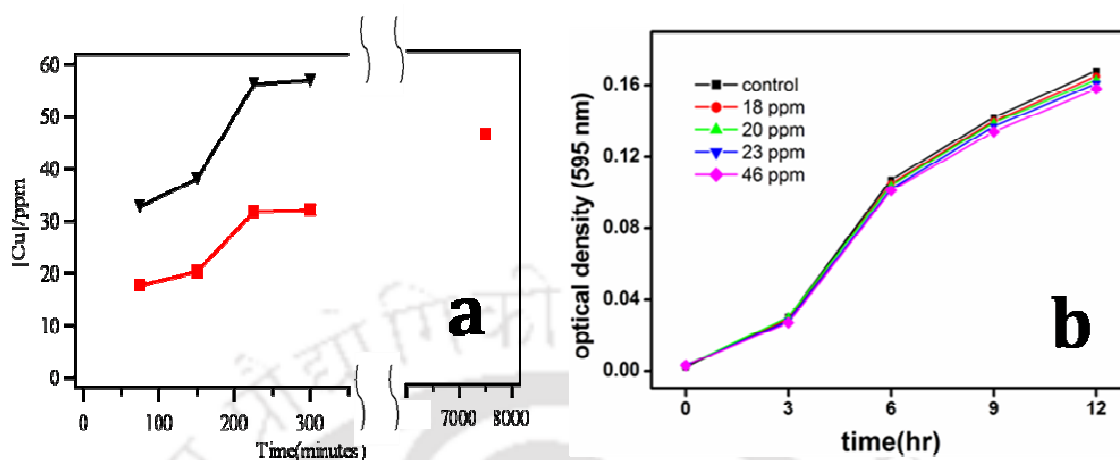 60
50
40
30
20
10
0
[Cu]/ppm
0 100 200 300 7000 8000
Time(minutes)
a
0.16
0.12
0.08
0.04
0.00
optical density (595 nm)
control
18 ppm
20 ppm
23 ppm
46 ppm
0 3 6 9 12
time(hr)
b